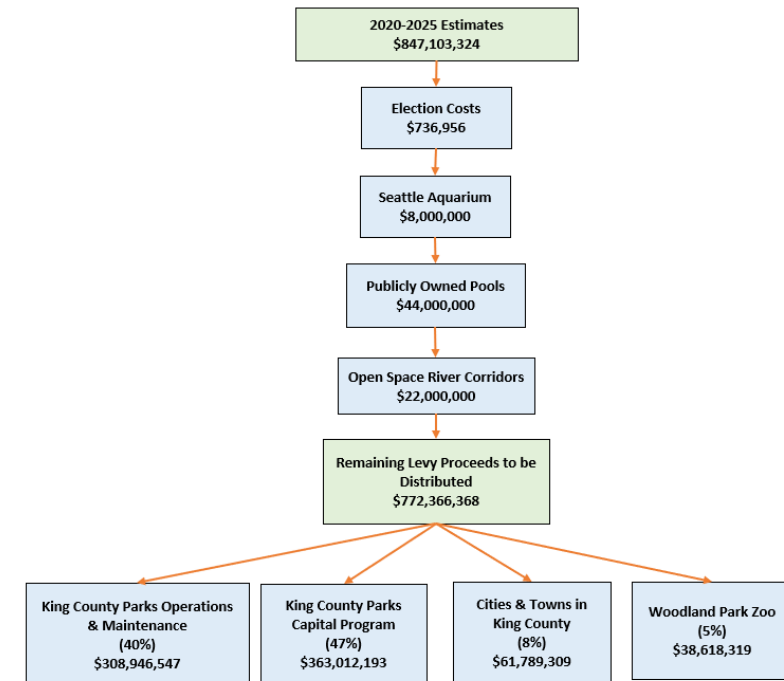 2020-2025 Estimates
$847,103,324
Election Costs
$736,956
Seattle Aquarium
$8,000,000
Publicly Owned Pools
$44,000,000
Open Space River Corridors
$22,000,000
Remaining Levy Proceeds to be
Distributed
$772,366,368
King County Parks Operations
& Maintenance
(40%)
$308,946,547
King County Parks
Capital Program
(47%)
$363,012,193
Cities & Towns in
King County
(8%)
$61,789,309
Woodland Park Zoo
(5%)
$38,618,319